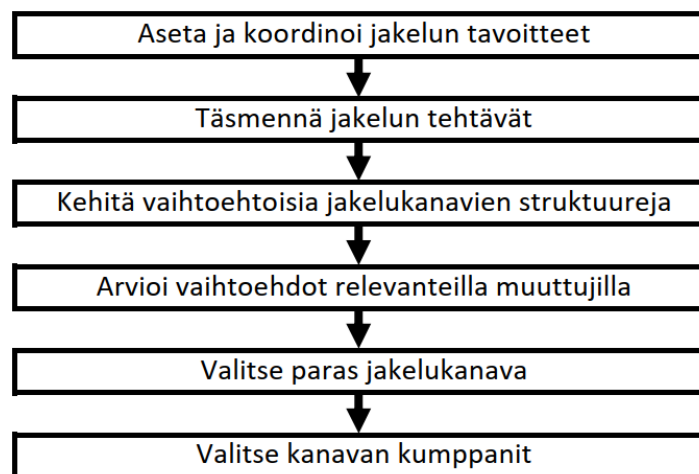 Aseta ja koordinoi jakelun tavoitteet
Täsmennä jakelun tehtävät
Kehitä vaihtoehtoisia jakelukanavien struktuureja
Arvioi vaihtoehdot relevanteilla muuttujilla
Valitse paras jakelukanava
Valitse kanavan kumppanit